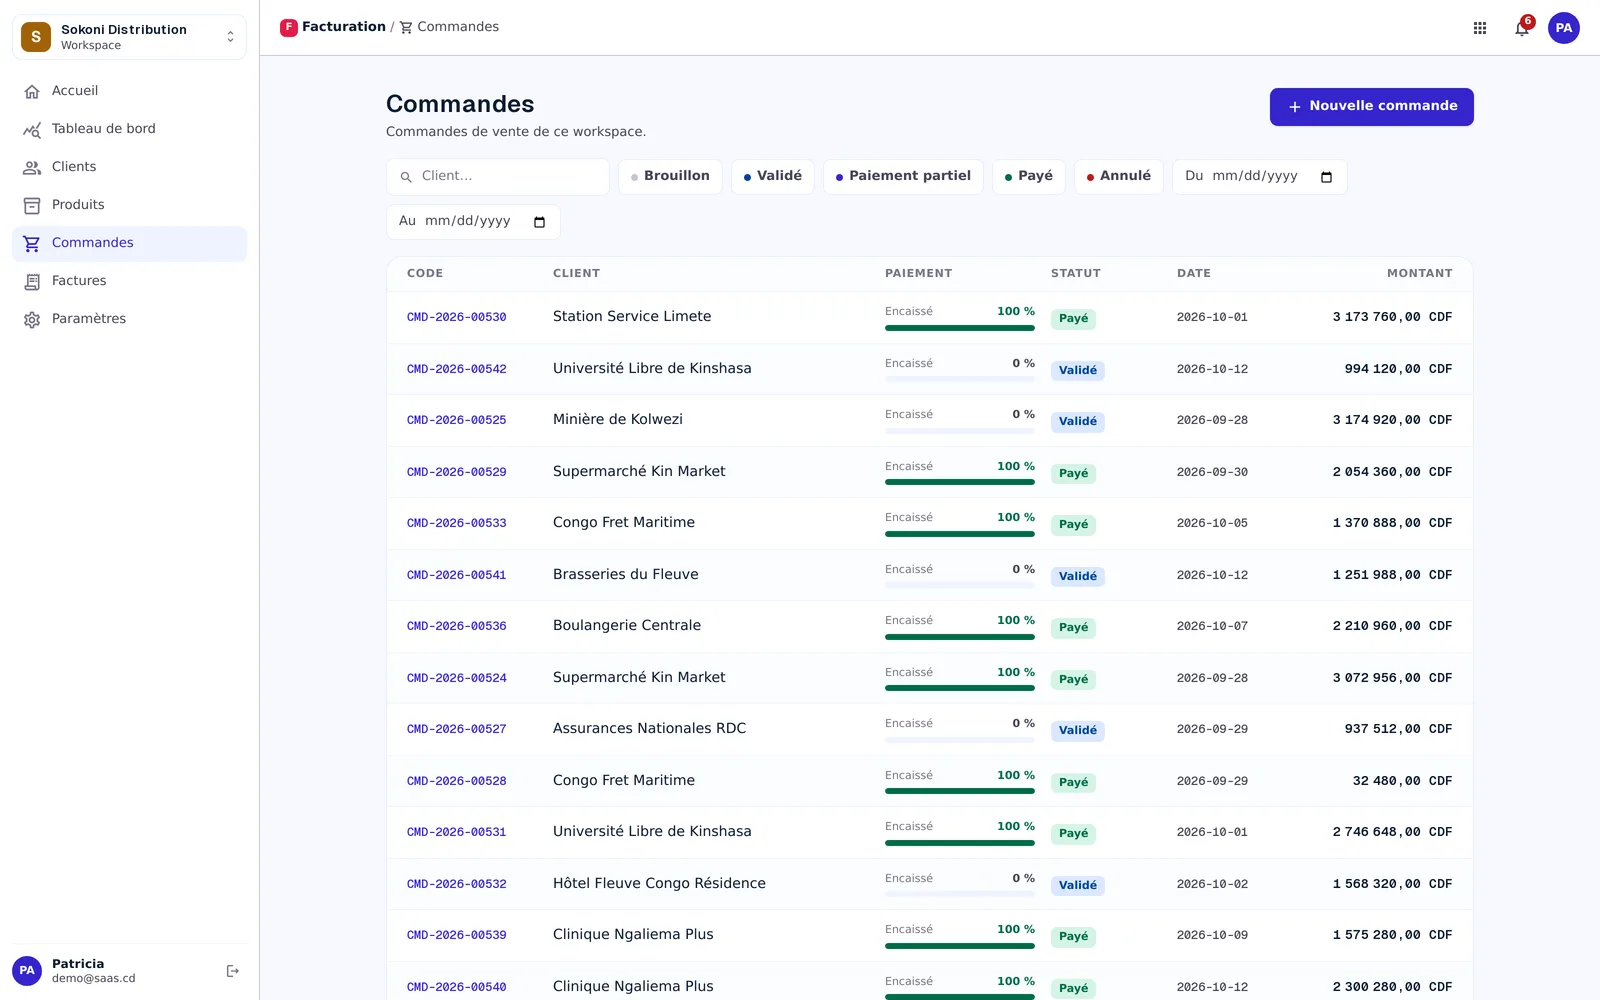 S
Sokoni Distribution
Workspace
Accueil
Tableau de bord
Clients
Produits
Commandes
Factures
Paramètres
PA
Patricia
demo@saas.cd
F Facturation / Commandes
6
PA
Commandes
Commandes de vente de ce workspace.
+ Nouvelle commande
Client... Brouillon Validé Paiement partiel Payé Annulé Du mm/dd/yyyy
Au mm/dd/yyyy
CODE CLIENT PAIEMENT STATUT DATE MONTANT
CMD-2026-00530 Station Service Limete Encaissé 100 % Payé 2026-10-01 3 173 760,00 CDF
CMD-2026-00542 Université Libre de Kinshasa Encaissé 0 % Validé 2026-10-12 994 120,00 CDF
CMD-2026-00525 Minière de Kolwezi Encaissé 0 % Validé 2026-09-28 3 174 920,00 CDF
CMD-2026-00529 Supermarché Kin Market Encaissé 100 % Payé 2026-09-30 2 054 360,00 CDF
CMD-2026-00533 Congo Fret Maritime Encaissé 100 % Payé 2026-10-05 1 370 888,00 CDF
CMD-2026-00541 Brasseries du Fleuve Encaissé 0 % Validé 2026-10-12 1 251 988,00 CDF
CMD-2026-00536 Boulangerie Centrale Encaissé 100 % Payé 2026-10-07 2 210 960,00 CDF
CMD-2026-00524 Supermarché Kin Market Encaissé 100 % Payé 2026-09-28 3 072 956,00 CDF
CMD-2026-00527 Assurances Nationales RDC Encaissé 0 % Validé 2026-09-29 937 512,00 CDF
CMD-2026-00528 Congo Fret Maritime Encaissé 100 % Payé 2026-09-29 32 480,00 CDF
CMD-2026-00531 Université Libre de Kinshasa Encaissé 100 % Payé 2026-10-01 2 746 648,00 CDF
CMD-2026-00532 Hôtel Fleuve Congo Résidence Encaissé 0 % Validé 2026-10-02 1 568 320,00 CDF
CMD-2026-00539 Clinique Ngaliema Plus Encaissé 100 % Payé 2026-10-09 1 575 280,00 CDF
CMD-2026-00540 Clinique Ngaliema Plus Encaissé 100 % Payé 2026-10-12 2 300 280,00 CDF